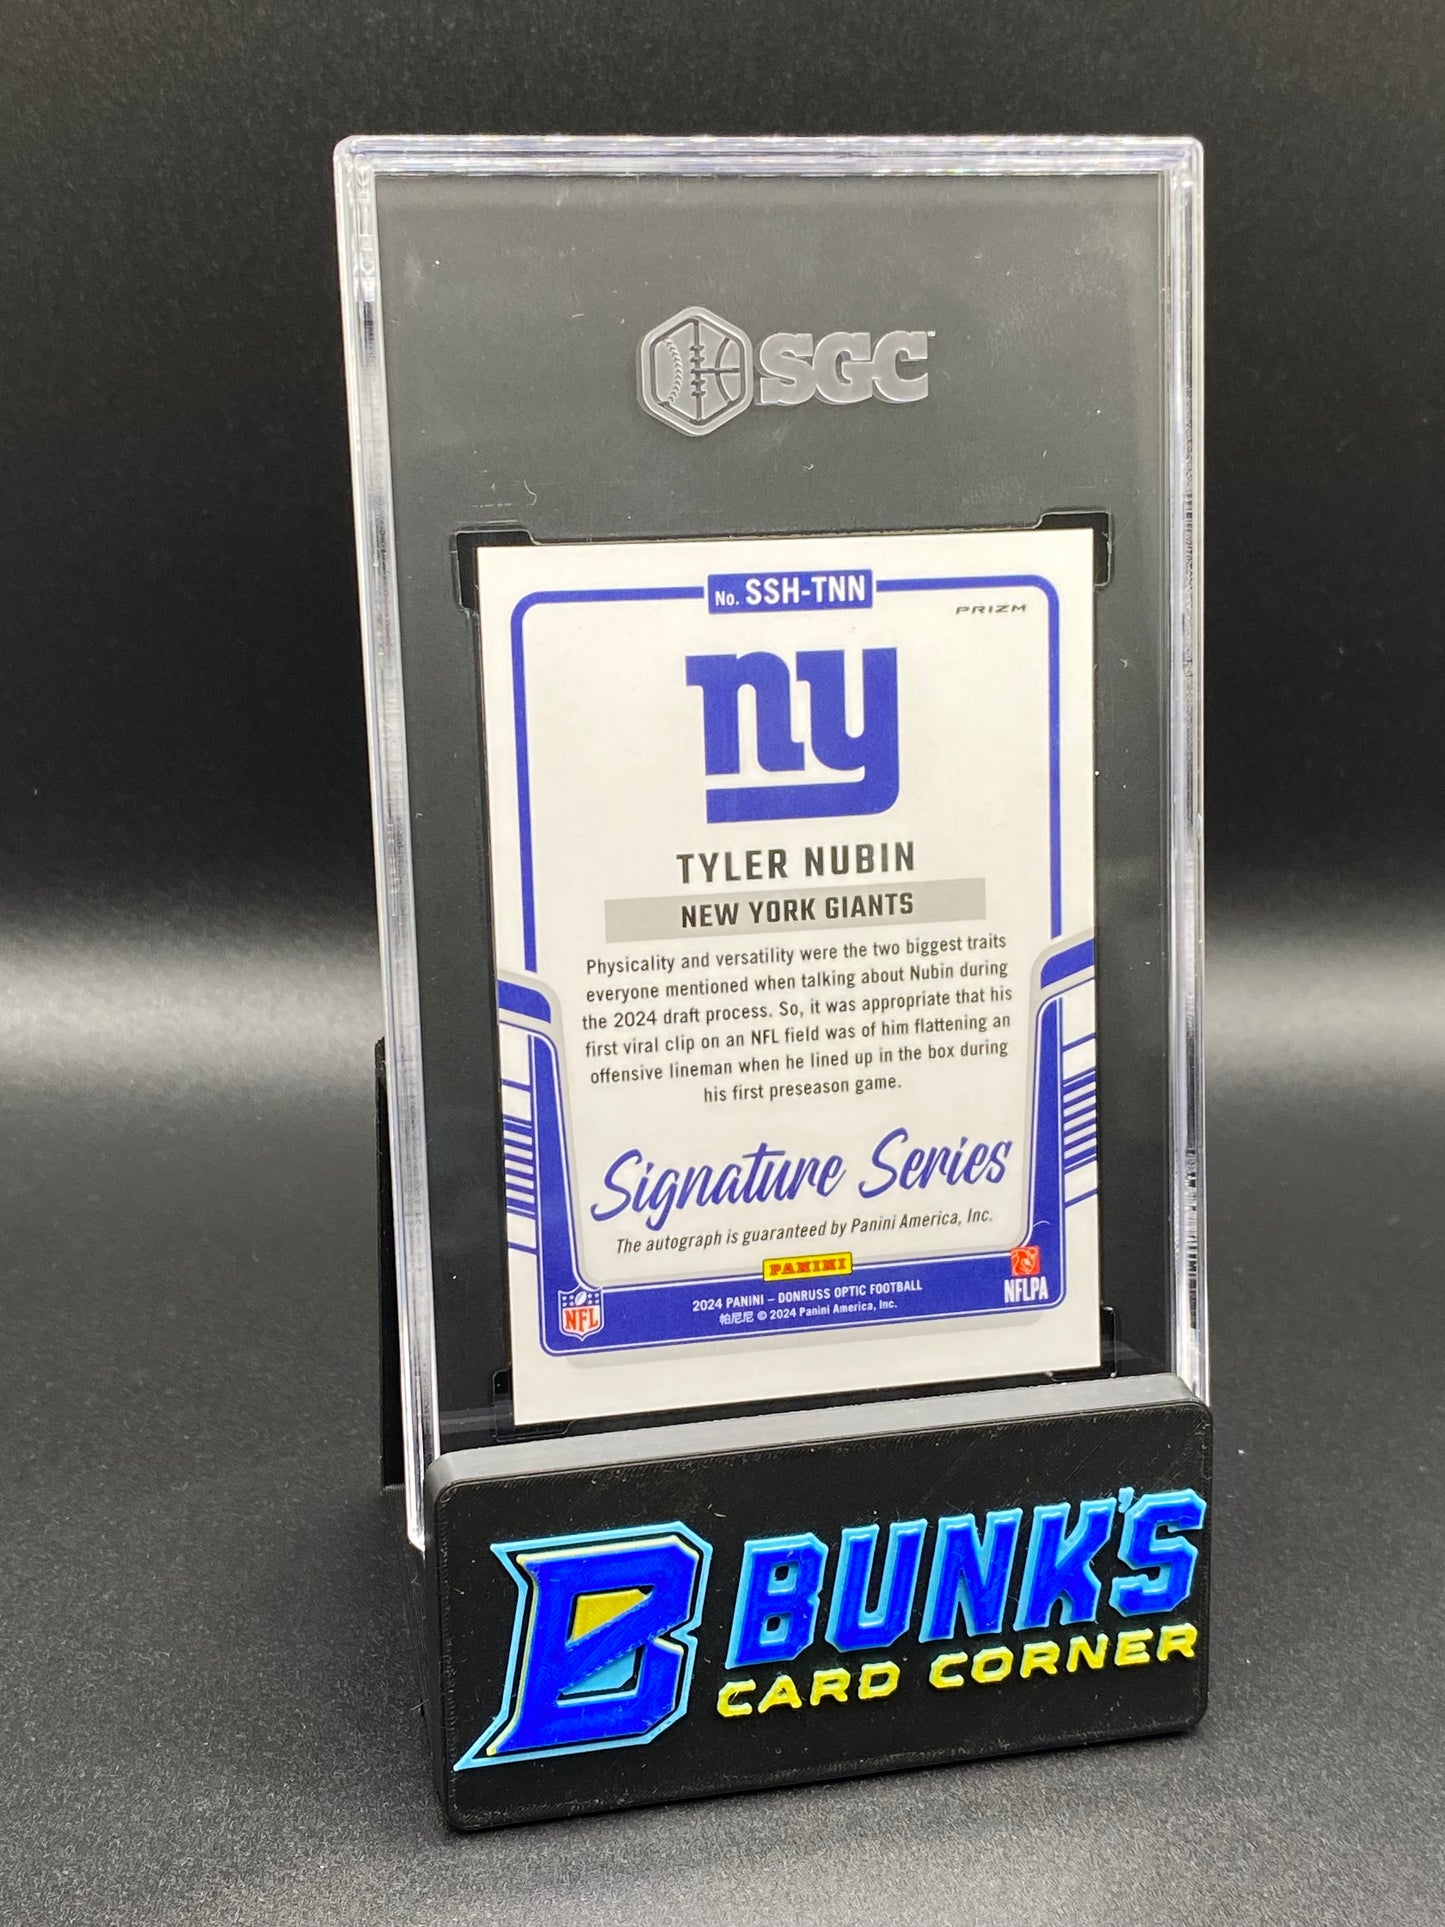 SGC
No. SSH-TNN
PRIZM
ny
TYLER NUBIN
NEW YORK GIANTS
Physicality and versatility were the two biggest traits
everyone mentioned when talking about Nubin during
the 2024 draft process. So, it was appropriate that his
first viral clip on an NFL field was of him flattening an
offensive lineman when he lined up in the box during
his first preseason game.
Signature Series
The autograph is guaranteed by Panini America, Inc.
PANINI
NFL
2024 PANINI – DONRUSS OPTIC FOOTBALL
帕尼尼 © 2024 Panini America, Inc.
NFLPA
B
BUNK'S
CARD CORNER